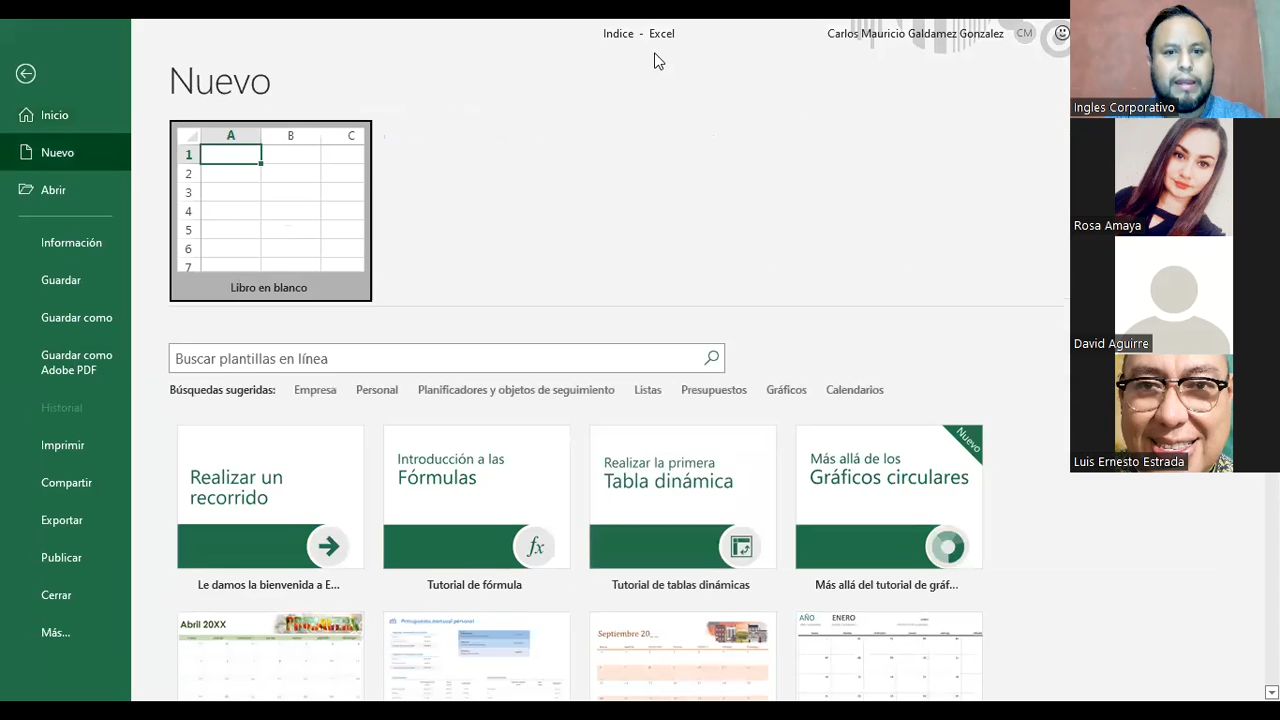 Indice - Excel
Carlos Mauricio Galdamez Gonzalez
CM
Nuevo
Inicio
Nuevo
Abrir
Información
Guardar
Guardar como
Guardar como
Adobe PDF
Historial
Imprimir
Compartir
Exportar
Publicar
Cerrar
Más...
A B C
1
2
3
4
5
6
7
Libro en blanco
Buscar plantillas en línea
Búsquedas sugeridas: Empresa Personal Planificadores y objetos de seguimiento Listas Presupuestos Gráficos Calendarios
Realizar un
recorrido
Le damos la bienvenida a E...
Introducción a las
Fórmulas
fx
Tutorial de fórmula
Realizar la primera
Tabla dinámica
Tutorial de tablas dinámicas
Nuevo
Más allá de los
Gráficos circulares
Más allá del tutorial de gráf...
Abril 20XX
Presupuesto mensual personal
Septiembre 20__
AÑO ENERO
Ingles Corporativo
Rosa Amaya
David Aguirre
Luis Ernesto Estrada